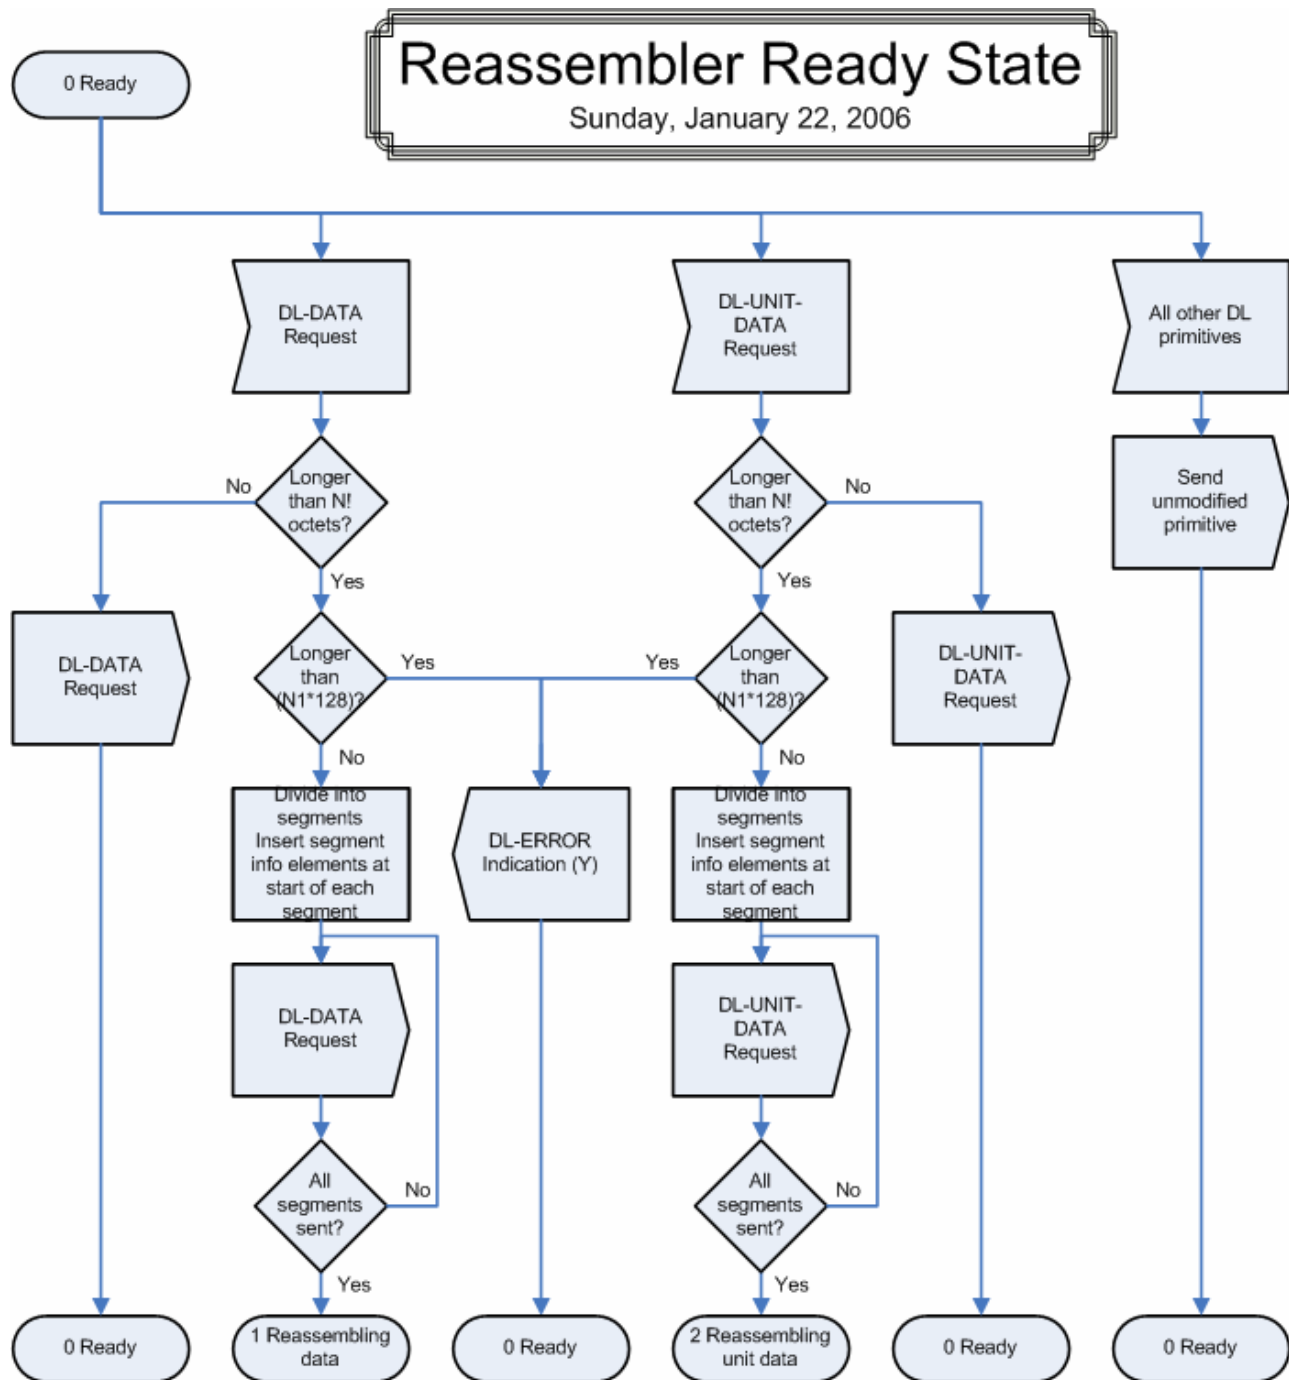 Reassembler Ready State
Sunday, January 22, 2006
0 Ready
DL-DATA
Request
DL-UNIT-
DATA
Request
All other DL
primitives
Longer
than N!
octets?
No
Yes
Longer
than N!
octets?
No
Yes
Send
unmodified
primitive
DL-DATA
Request
Longer
than
(N1*128)?
Yes
No
Yes
Longer
than
(N1*128)?
No
DL-UNIT-
DATA
Request
Divide into
segments
Insert segment
info elements at
start of each
segment
DL-ERROR
Indication (Y)
Divide into
segments
Insert segment
info elements at
start of each
segment
DL-DATA
Request
DL-UNIT-
DATA
Request
All
segments
sent?
No
Yes
All
segments
sent?
No
Yes
0 Ready
1 Reassembling
data
0 Ready
2 Reassembling
unit data
0 Ready
0 Ready